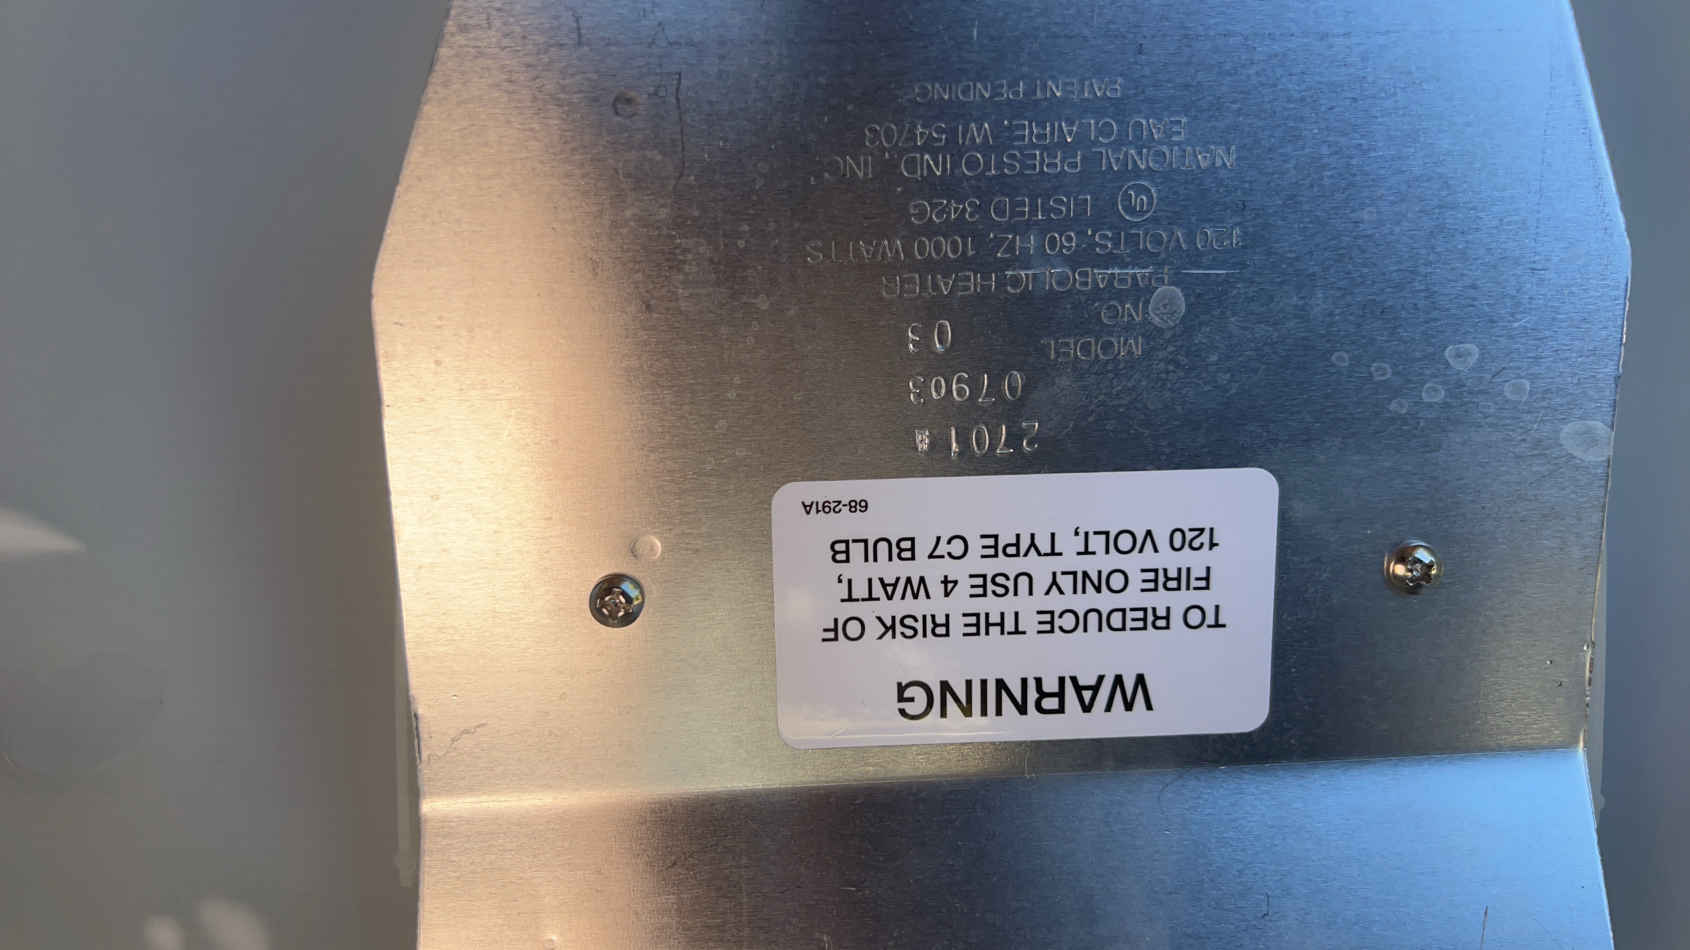 WARNING
TO REDUCE THE RISK OF
FIRE ONLY USE 4 WATT,
120 VOLT, TYPE C7 BULB
68-291A
2701
07903
MODEL
NO. 03
PARABOLIC HEATER
120 VOLTS, 60 HZ, 1000 WATTS
UL LISTED 342G
NATIONAL PRESTO IND., INC.
EAU CLAIRE, WI 54703
PATENT PENDING